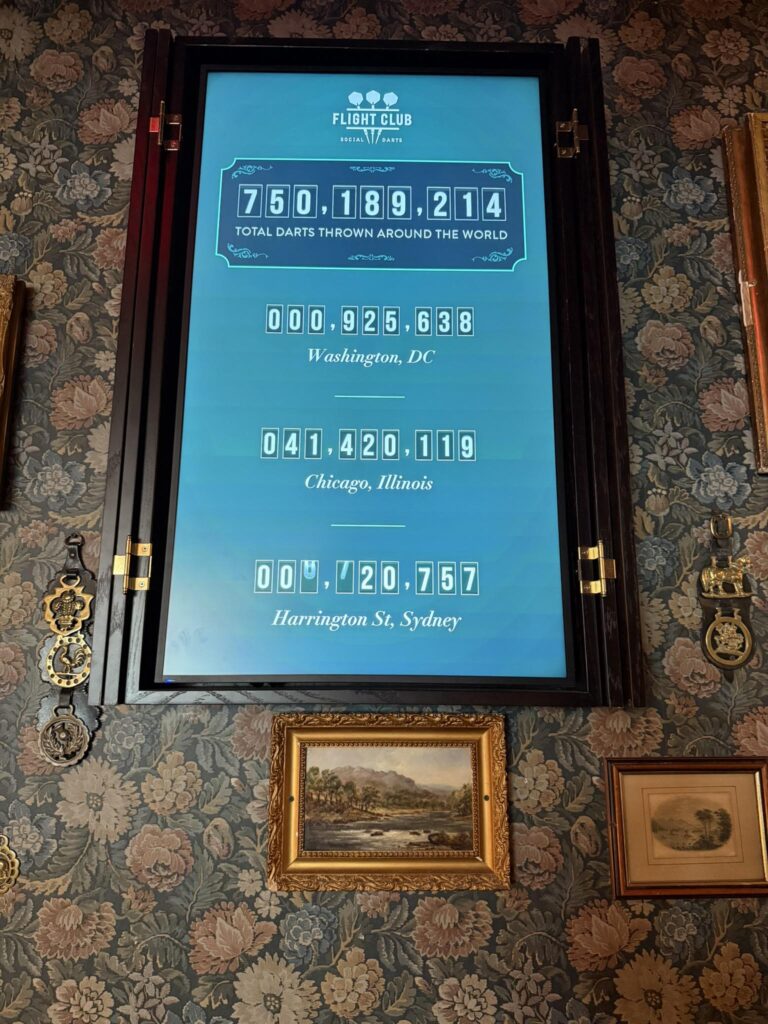 FLIGHT CLUB
SOCIAL DARTS
750,189,214
TOTAL DARTS THROWN AROUND THE WORLD
000,925,638
Washington, DC
041,420,119
Chicago, Illinois
Harrington St, Sydney